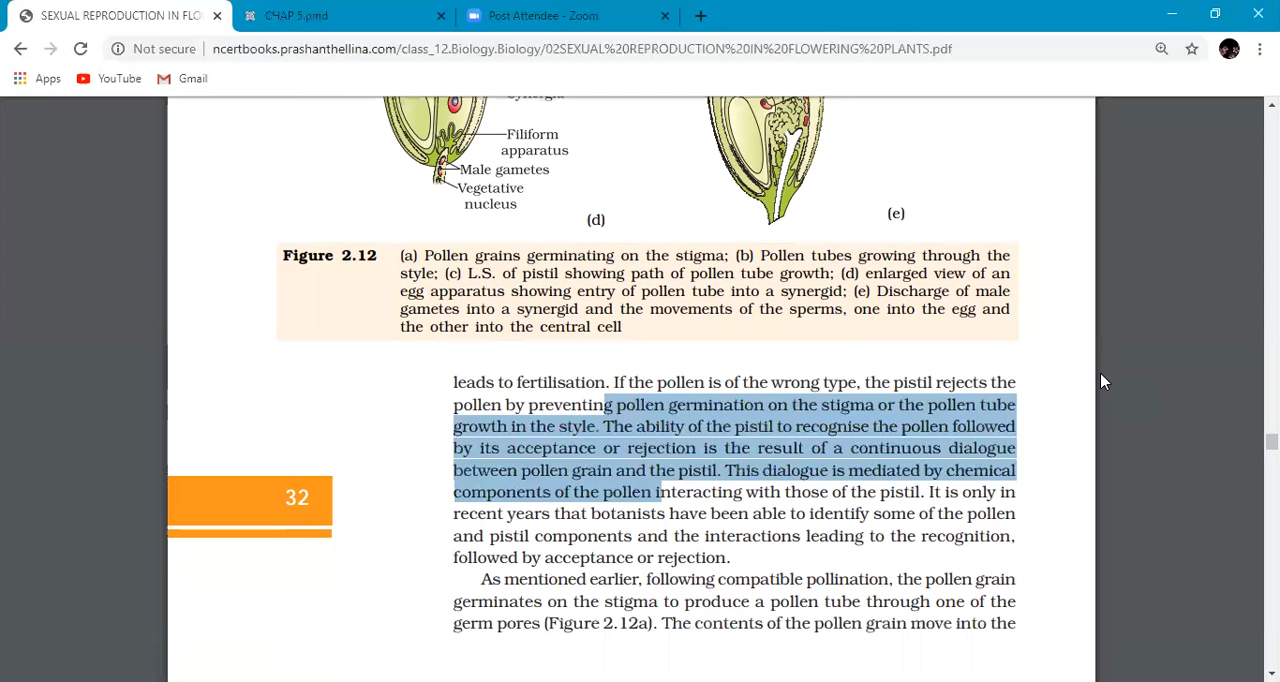 SEXUAL REPRODUCTION IN FLO
CHAP 5.pmd
Post Attendee - Zoom
Not secure
ncertbooks.prashanthellina.com/class_12.Biology.Biology/02SEXUAL%20REPRODUCTION%20IN%20FLOWERING%20PLANTS.pdf
Apps
YouTube
Gmail
Filiform
apparatus
Male gametes
Vegetative
nucleus
(d)
(e)
Figure 2.12 (a) Pollen grains germinating on the stigma; (b) Pollen tubes growing through the
style; (c) L.S. of pistil showing path of pollen tube growth; (d) enlarged view of an
egg apparatus showing entry of pollen tube into a synergid; (e) Discharge of male
gametes into a synergid and the movements of the sperms, one into the egg and
the other into the central cell
leads to fertilisation. If the pollen is of the wrong type, the pistil rejects the
pollen by preventing pollen germination on the stigma or the pollen tube
growth in the style. The ability of the pistil to recognise the pollen followed
by its acceptance or rejection is the result of a continuous dialogue
between pollen grain and the pistil. This dialogue is mediated by chemical
components of the pollen interacting with those of the pistil. It is only in
recent years that botanists have been able to identify some of the pollen
and pistil components and the interactions leading to the recognition,
followed by acceptance or rejection.
As mentioned earlier, following compatible pollination, the pollen grain
germinates on the stigma to produce a pollen tube through one of the
germ pores (Figure 2.12a). The contents of the pollen grain move into the
32